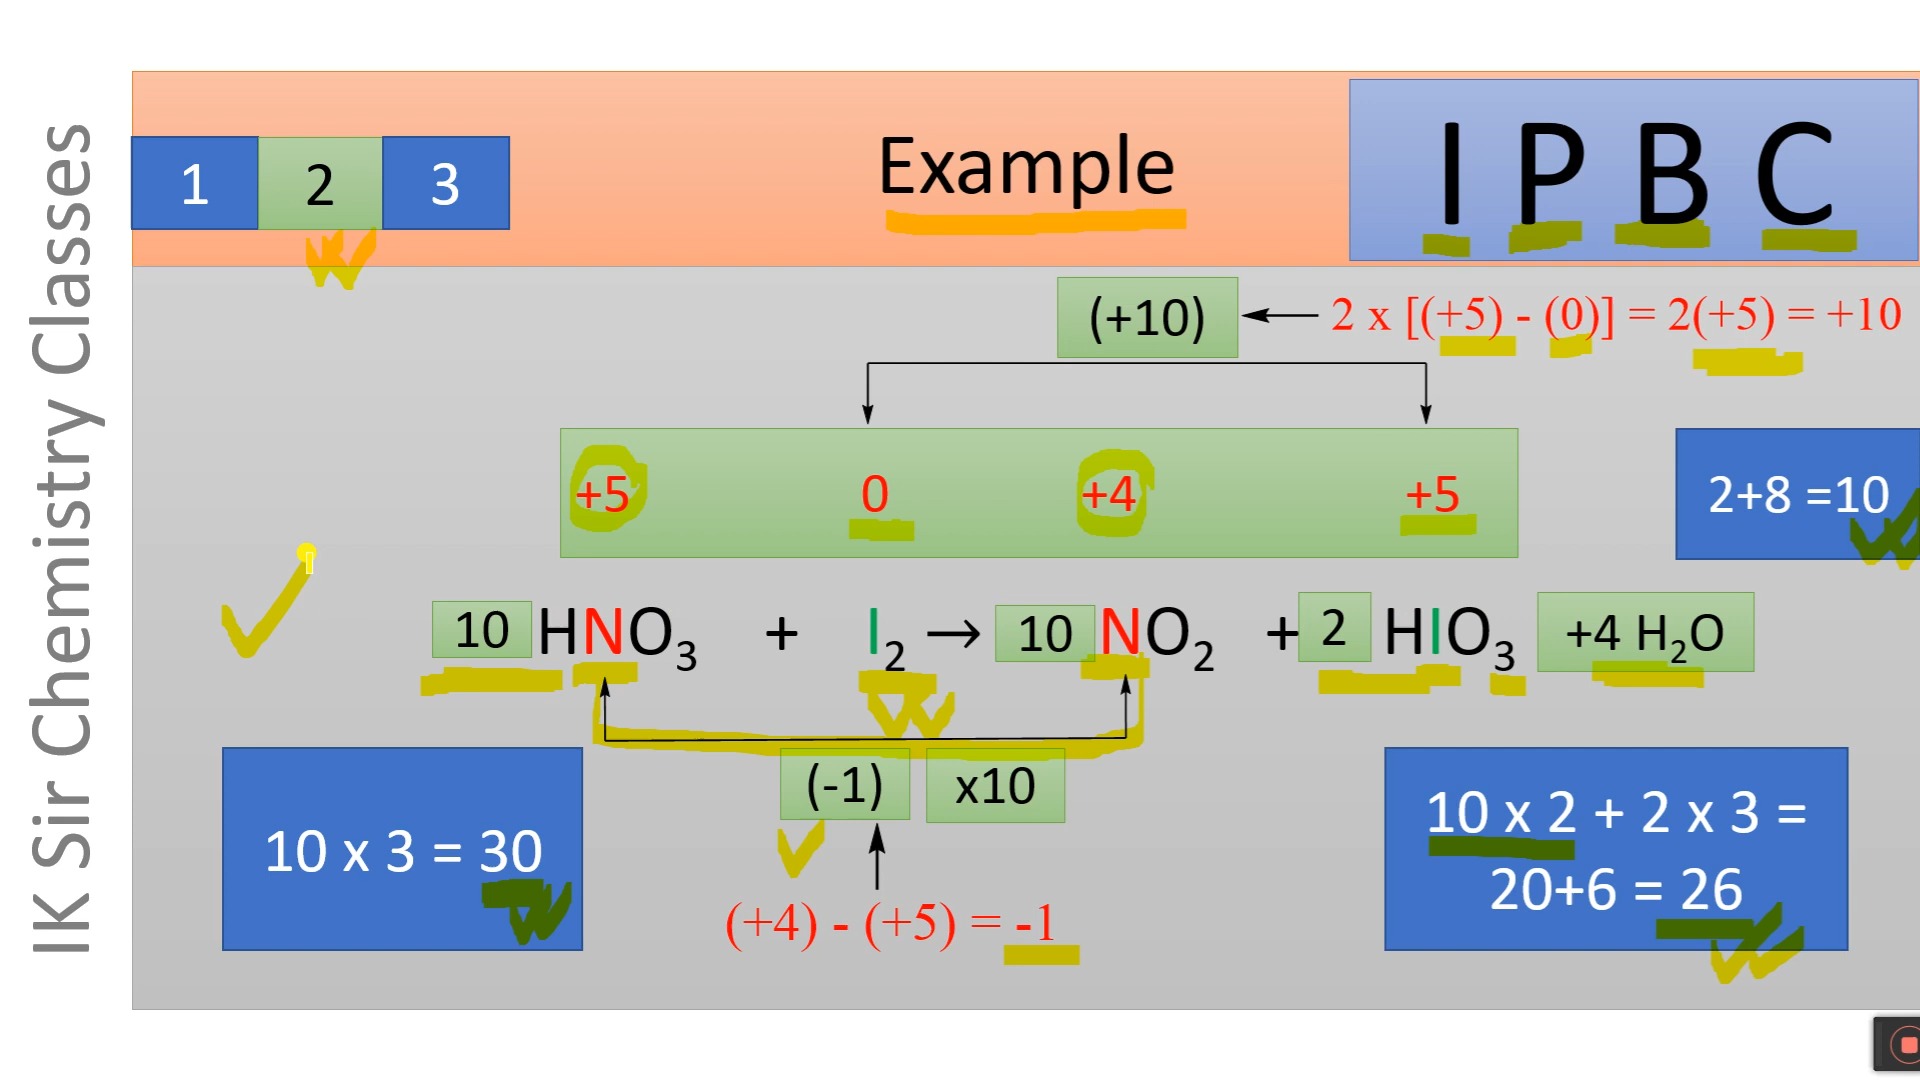 IK Sir Chemistry Classes
1 2 3
Example
I P B C
(+10)
2 x [(+5) - (0)] = 2(+5) = +10
+5 0 +4 +5
2+8 =10
10 HNO₃ + I₂ → 10 NO₂ + 2 HIO₃ +4 H₂O
(-1) x10
10 x 3 = 30
(+4) - (+5) = -1
10 x 2 + 2 x 3 =
20+6 = 26